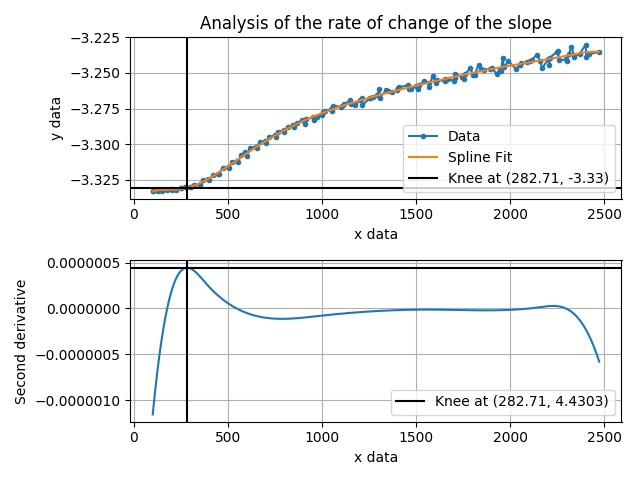 Analysis of the rate of change of the slope
−3.225
−3.250
−3.275
−3.300
−3.325
y data
Data
Spline Fit
Knee at (282.71, -3.33)
0 500 1000 1500 2000 2500
x data
0.0000005
0.0000000
−0.0000005
−0.0000010
Second derivative
Knee at (282.71, 4.4303)
0 500 1000 1500 2000 2500
x data